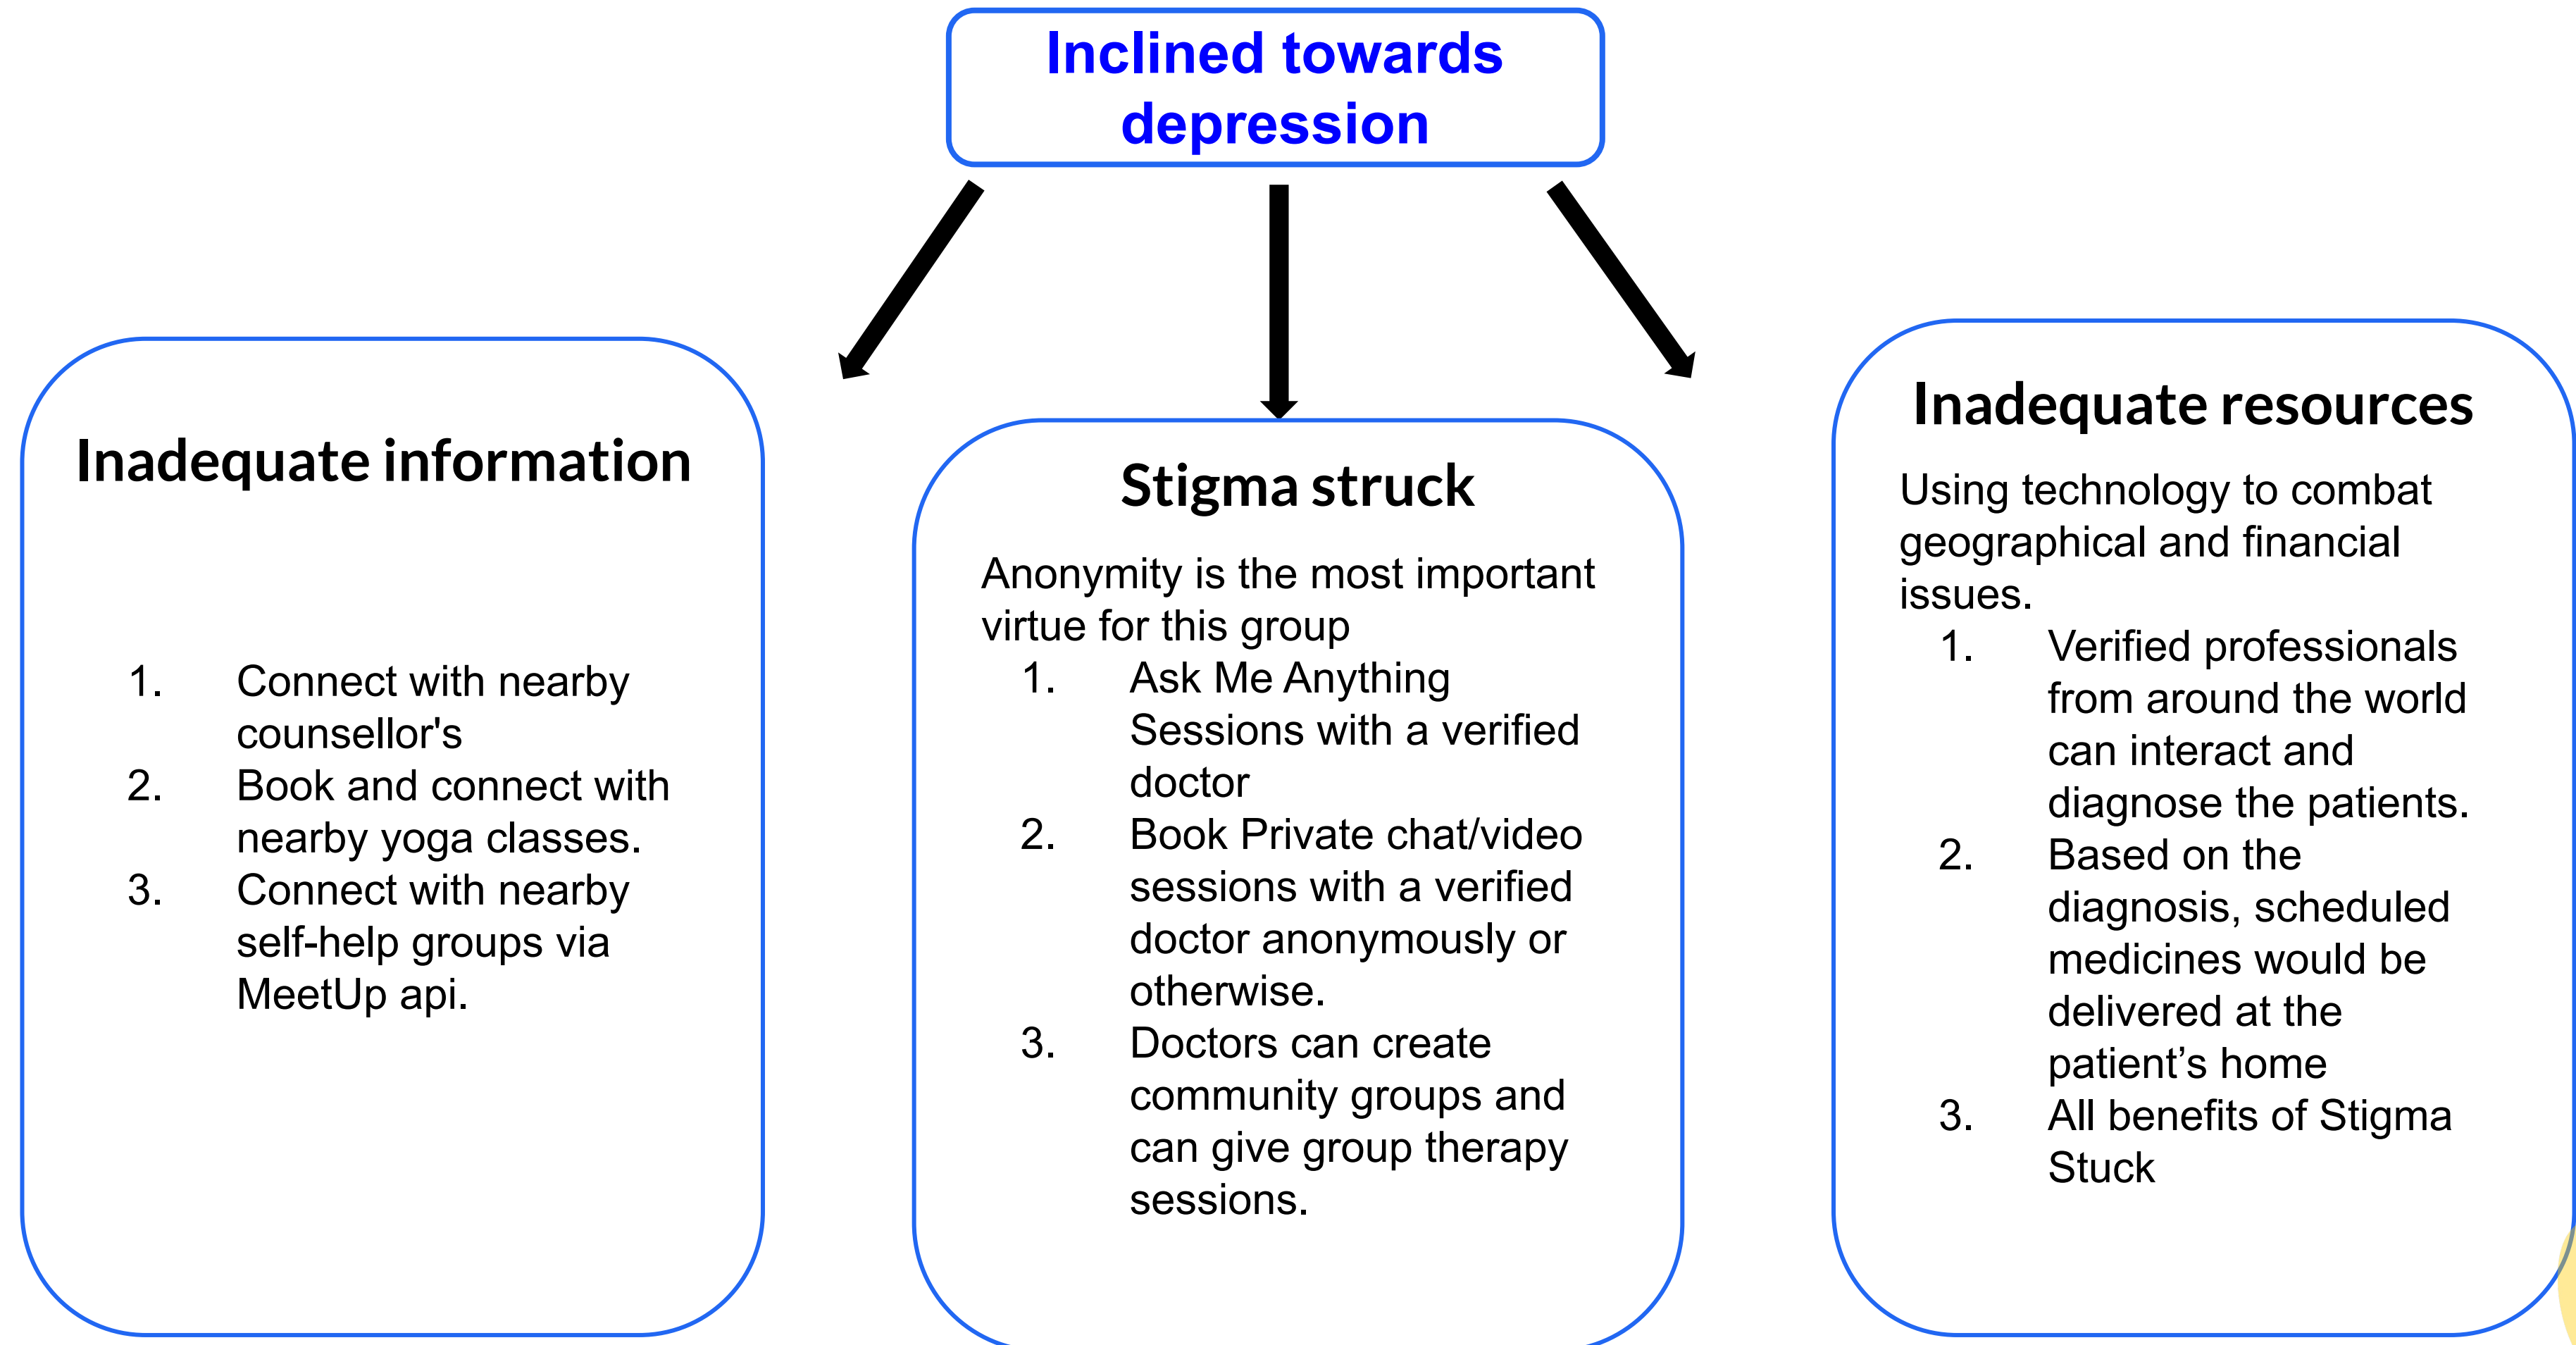 Inclined towards
depression
Inadequate information
1. Connect with nearby
counsellor's
2. Book and connect with
nearby yoga classes.
3. Connect with nearby
self-help groups via
MeetUp api.
Stigma struck
Anonymity is the most important
virtue for this group
1. Ask Me Anything
Sessions with a verified
doctor
2. Book Private chat/video
sessions with a verified
doctor anonymously or
otherwise.
3. Doctors can create
community groups and
can give group therapy
sessions.
Inadequate resources
Using technology to combat
geographical and financial
issues.
1. Verified professionals
from around the world
can interact and
diagnose the patients.
2. Based on the
diagnosis, scheduled
medicines would be
delivered at the
patient’s home
3. All benefits of Stigma
Stuck